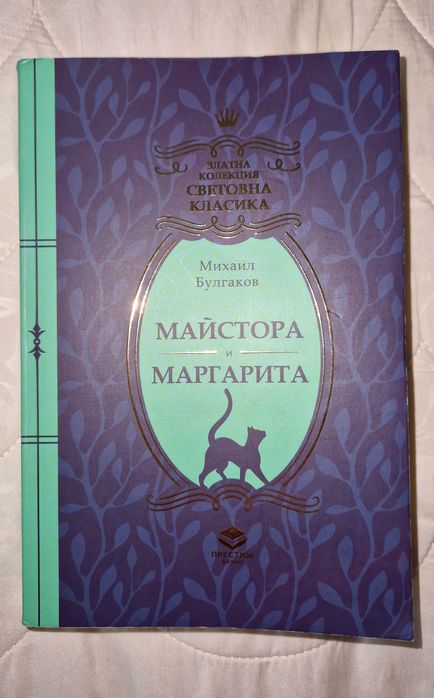 ЗЛАТНА
КОЛЕКЦИЯ
СВЕТОВНА
КЛАСИКА
Михаил
Булгаков
МАЙСТОРА
и
МАРГАРИТА
ПРЕСТИЖ
БУКС